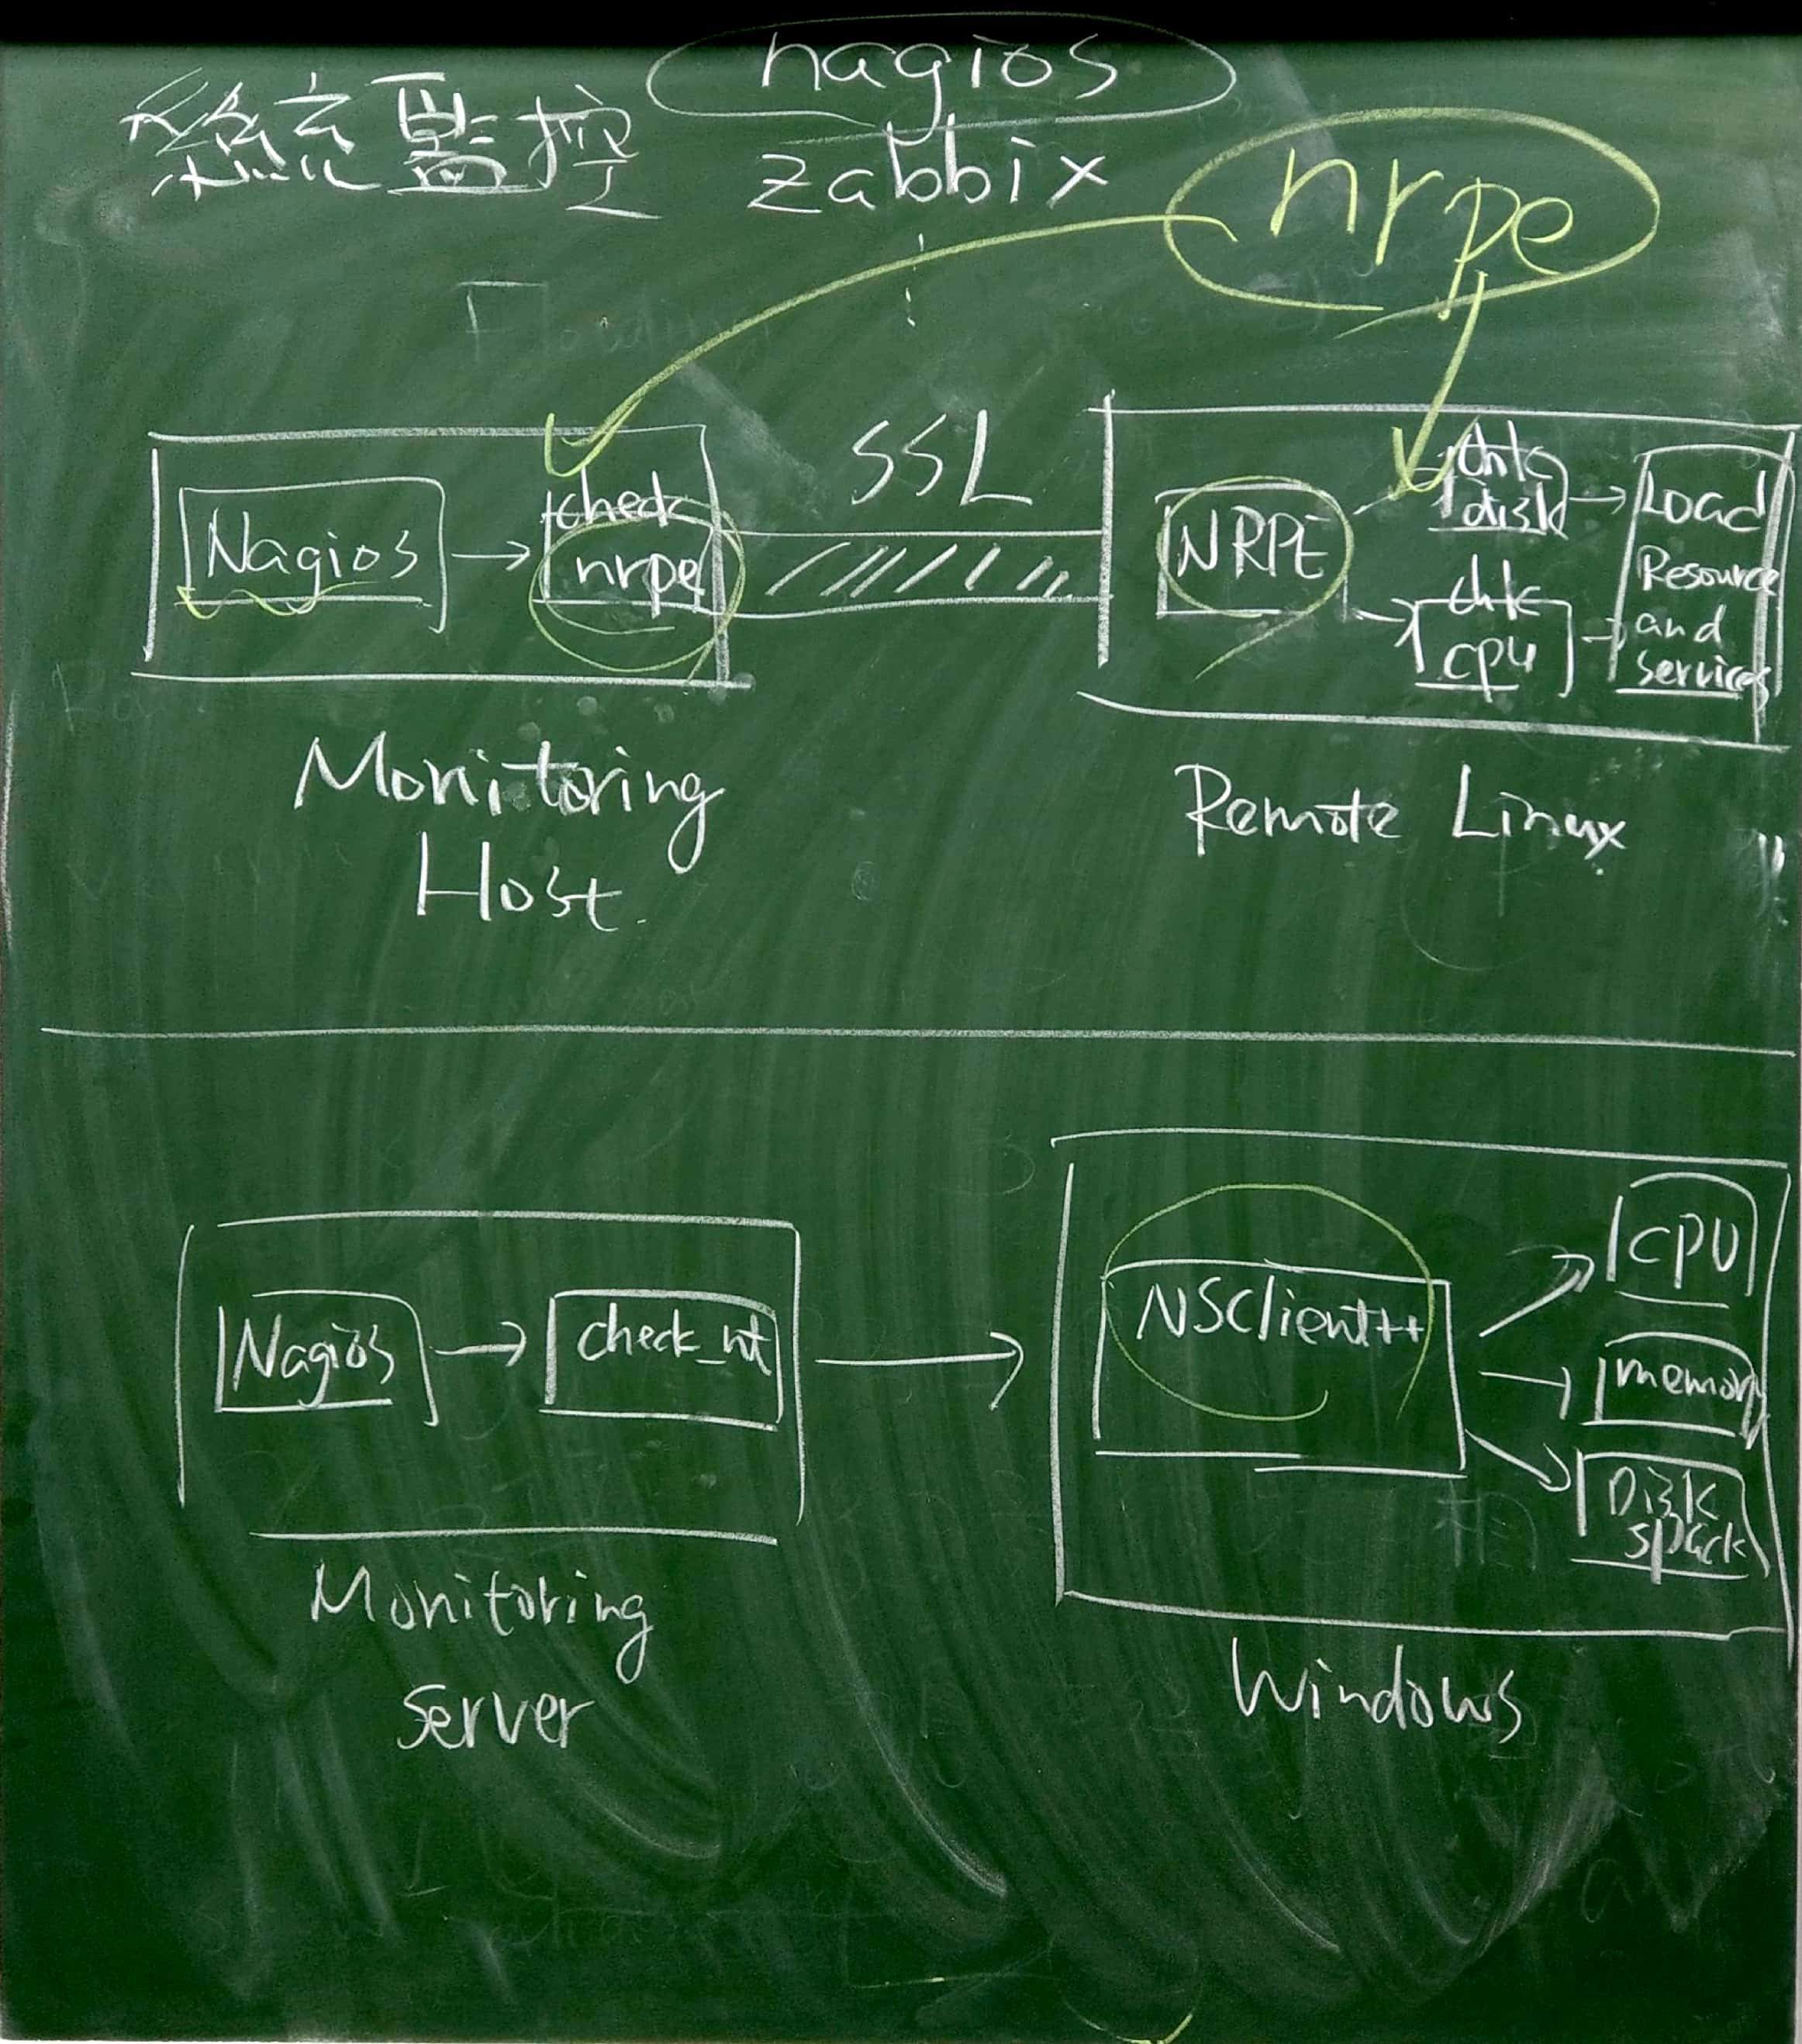 nagios
系統監控
zabbix
nrpe
SSL
Nagios
check
nrpe
NRPE
chk
disk
chk
cpu
Load
Resource
and
services
Monitoring
Host
Remote Linux
Nagios
check_nt
NSClient++
CPU
memory
Disk
spack
Monitoring
Server
Windows